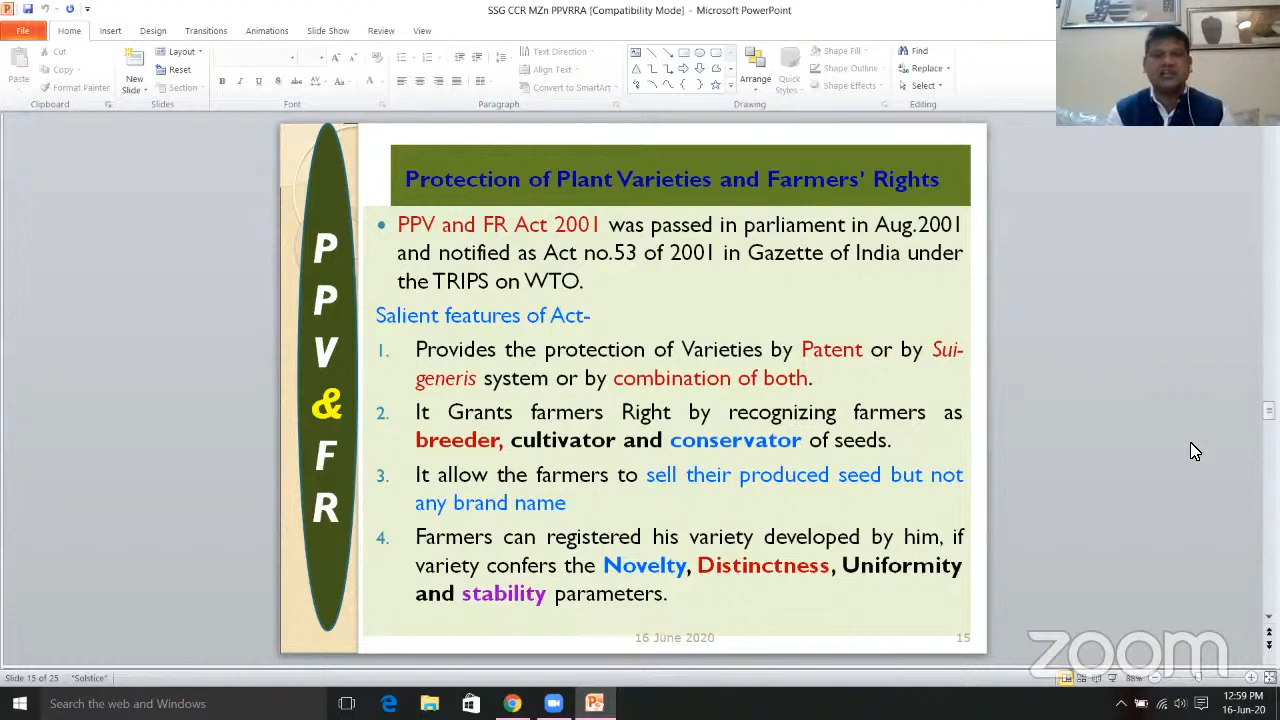 SSG CCR MZn PPVRRA [Compatibility Mode] - Microsoft PowerPoint
File Home Insert Design Transitions Animations Slide Show Review View
Cut
Copy
Format Painter
Paste
Clipboard
New Slide
Layout
Reset
Section
Slides
Font
Text Direction
Align Text
Convert to SmartArt
Paragraph
Arrange
Quick Styles
Shape Fill
Shape Outline
Shape Effects
Drawing
Find
Replace
Select
Editing
PPV&FR
Protection of Plant Varieties and Farmers' Rights
• PPV and FR Act 2001 was passed in parliament in Aug.2001
and notified as Act no.53 of 2001 in Gazette of India under
the TRIPS on WTO.
Salient features of Act-
1. Provides the protection of Varieties by Patent or by Sui-
generis system or by combination of both.
2. It Grants farmers Right by recognizing farmers as
breeder, cultivator and conservator of seeds.
3. It allow the farmers to sell their produced seed but not
any brand name
4. Farmers can registered his variety developed by him, if
variety confers the Novelty, Distinctness, Uniformity
and stability parameters.
16 June 2020 15
zoom
Slide 15 of 25 "Solstice" 88%
Search the web and Windows
12:59 PM
16-Jun-20